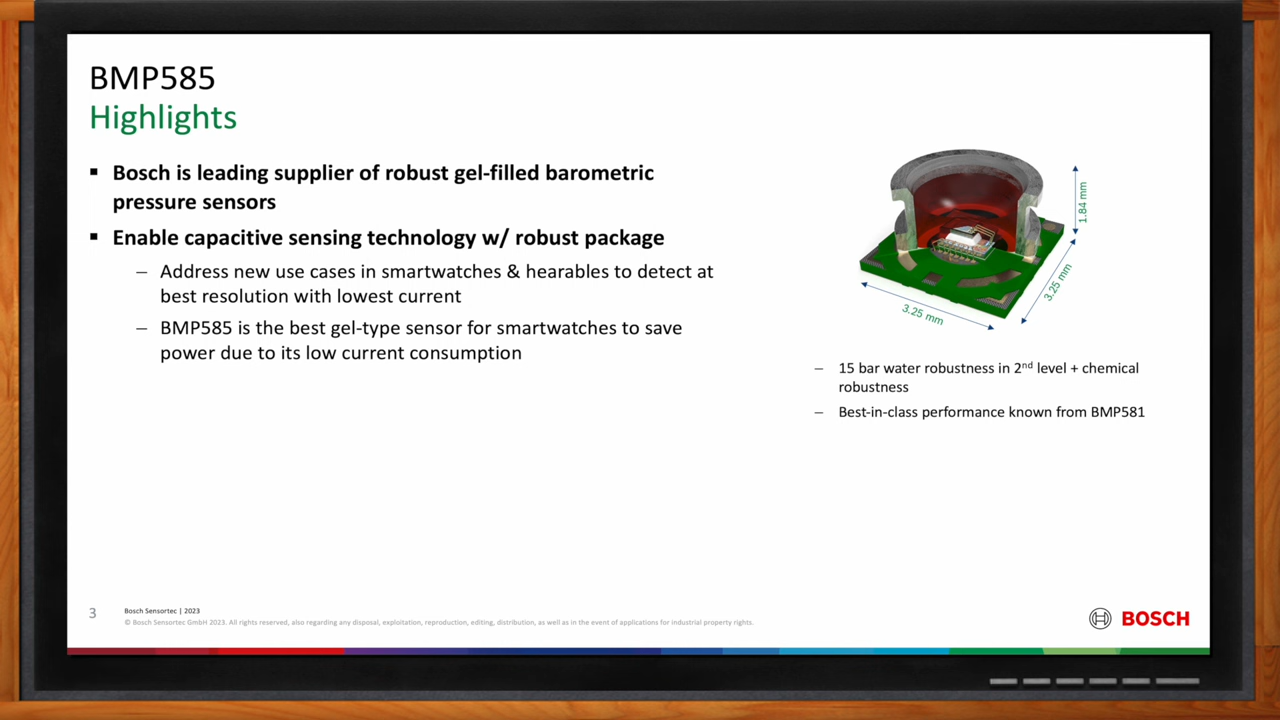 BMP585
Highlights
▪ Bosch is leading supplier of robust gel-filled barometric
pressure sensors
▪ Enable capacitive sensing technology w/ robust package
– Address new use cases in smartwatches & hearables to detect at
best resolution with lowest current
– BMP585 is the best gel-type sensor for smartwatches to save
power due to its low current consumption
1.84 mm
3.25 mm
3.25 mm
– 15 bar water robustness in 2nd level + chemical
robustness
– Best-in-class performance known from BMP581
3
Bosch Sensortec | 2023
© Bosch Sensortec GmbH 2023. All rights reserved, also regarding any disposal, exploitation, reproduction, editing, distribution, as well as in the event of applications for industrial property rights.
BOSCH